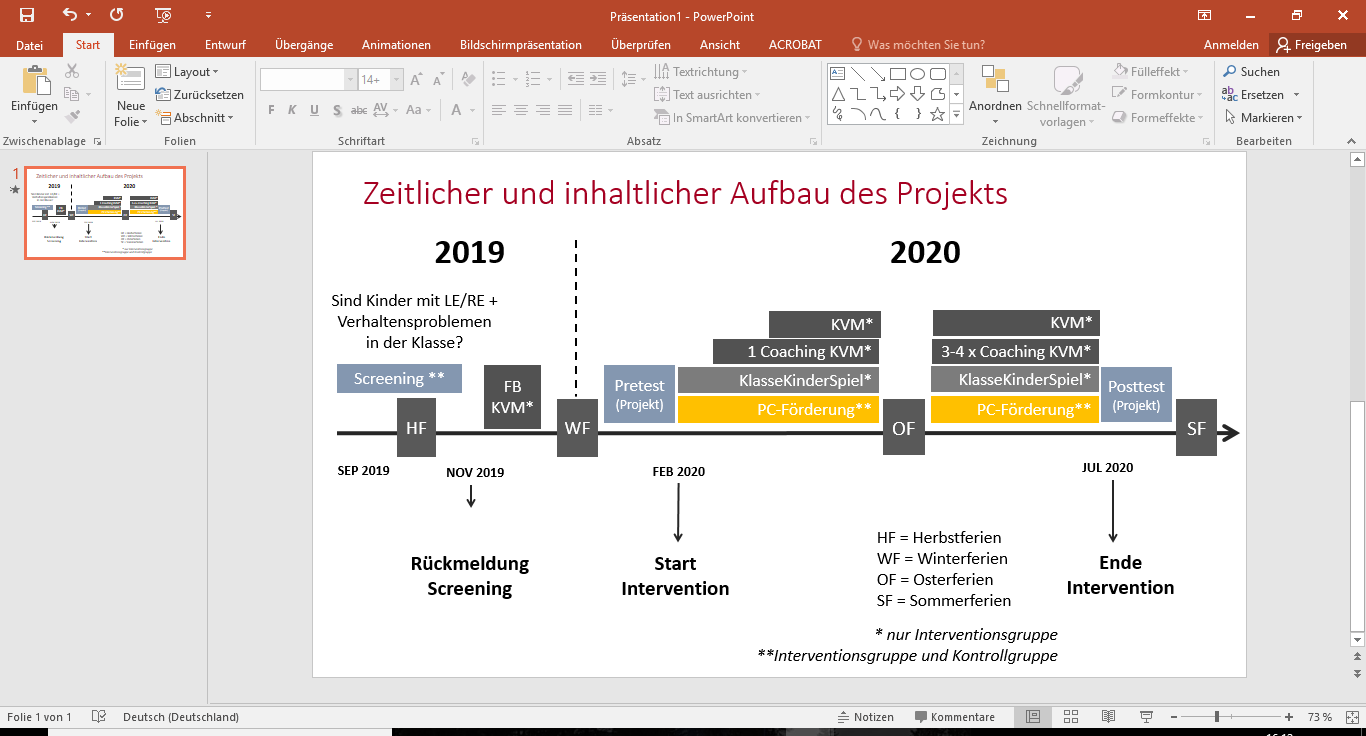 Präsentation1 - PowerPoint
Datei Start Einfügen Entwurf Übergänge Animationen Bildschirmpräsentation Überprüfen Ansicht ACROBAT Was möchten Sie tun? Anmelden Freigeben
Einfügen
Neue Folie
Layout
Zurücksetzen
Abschnitt
14+
F K U S abc AV Aa A
Textrichtung
Text ausrichten
In SmartArt konvertieren
Anordnen
Schnellformat-
vorlagen
Fülleffekt
Formkontur
Formeffekte
Suchen
Ersetzen
Markieren
Zwischenablage Folien Schriftart Absatz Zeichnung Bearbeiten
1
Zeitlicher und inhaltlicher Aufbau des Projekts
2019 2020
Sind Kinder mit LE/RE +
Verhaltensproblemen
in der Klasse?
Screening **
HF
FB
KVM*
WF
Pretest
(Projekt)
KVM*
1 Coaching KVM*
KlasseKinderSpiel*
PC-Förderung**
OF
KVM*
3-4 x Coaching KVM*
KlasseKinderSpiel*
PC-Förderung**
Posttest
(Projekt)
SF
SEP 2019
NOV 2019
FEB 2020
JUL 2020
Rückmeldung
Screening
Start
Intervention
HF = Herbstferien
WF = Winterferien
OF = Osterferien
SF = Sommerferien
Ende
Intervention
* nur Interventionsgruppe
**Interventionsgruppe und Kontrollgruppe
Folie 1 von 1 Deutsch (Deutschland) Notizen Kommentare 73 %